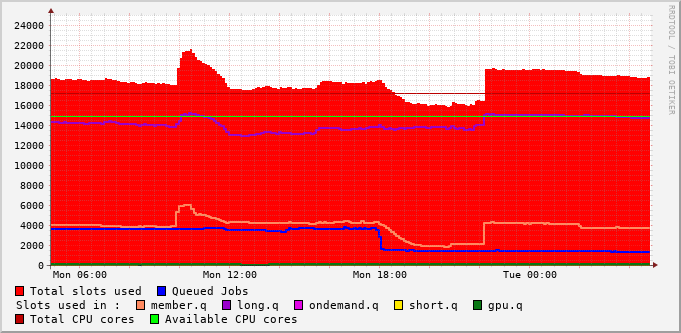 24000
22000
20000
18000
16000
14000
12000
10000
8000
6000
4000
2000
0
Mon 06:00 Mon 12:00 Mon 18:00 Tue 00:00
Total slots used Queued Jobs
Slots used in : member.q long.q ondemand.q short.q gpu.q
Total CPU cores Available CPU cores
RRDTOOL / TOBI OETIKER